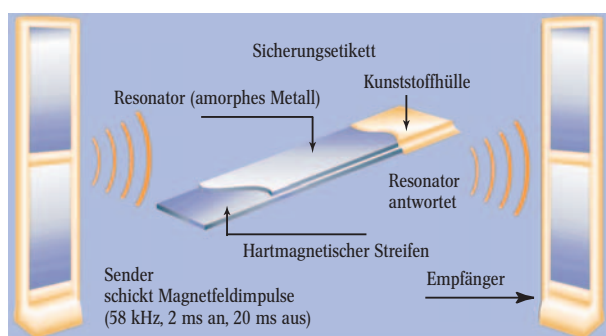 Sicherungsetikett
Kunststoffhülle
Resonator (amorphes Metall)
Resonator
antwortet
Hartmagnetischer Streifen
Sender
schickt Magnetfeldimpulse
(58 kHz, 2 ms an, 20 ms aus)
Empfänger